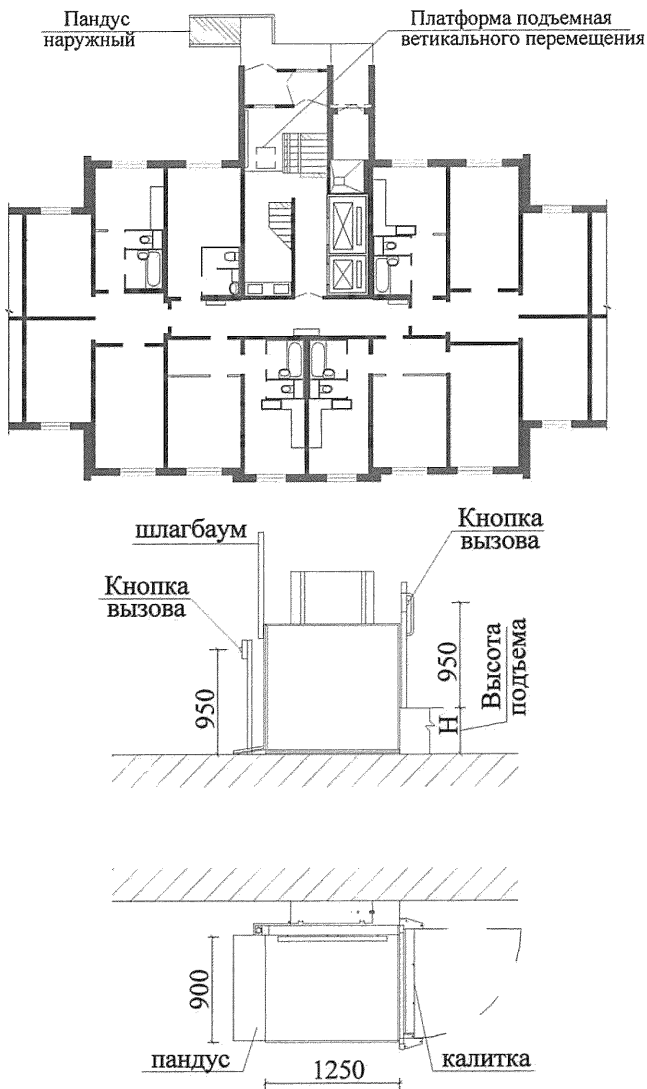 Пандус
наружный
Платформа подъемная
ветикального перемещения
шлагбаум
Кнопка
вызова
Кнопка
вызова
950
950
H
Высота
подъема
900
пандус
1250
калитка